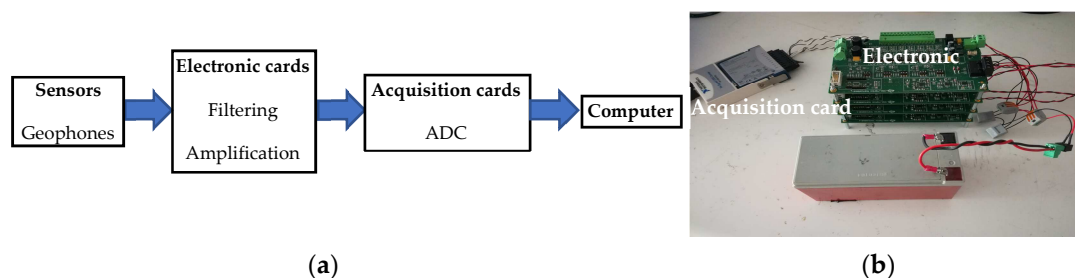 Sensors
Geophones
Electronic cards
Filtering
Amplification
Acquisition cards
ADC
Computer
Electronic
Acquisition card
(a)
(b)